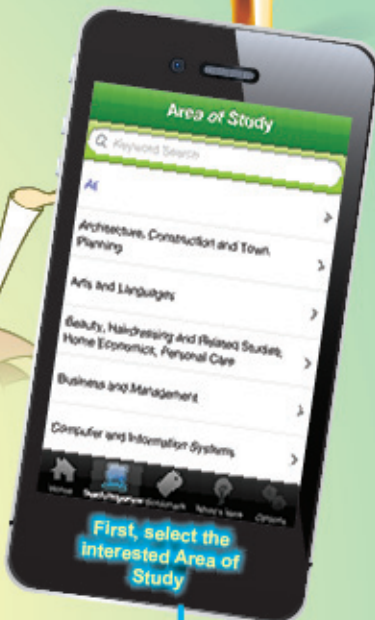 Area of Study
Keyword Search
All
Architecture, Construction and Town
Planning
Arts and Languages
Beauty, Hairdressing and Related Studies,
Home Economics, Personal Care
Business and Management
Computer and Information Systems
Home
Bookmark
What's New
Options
First, select the
interested Area of
Study